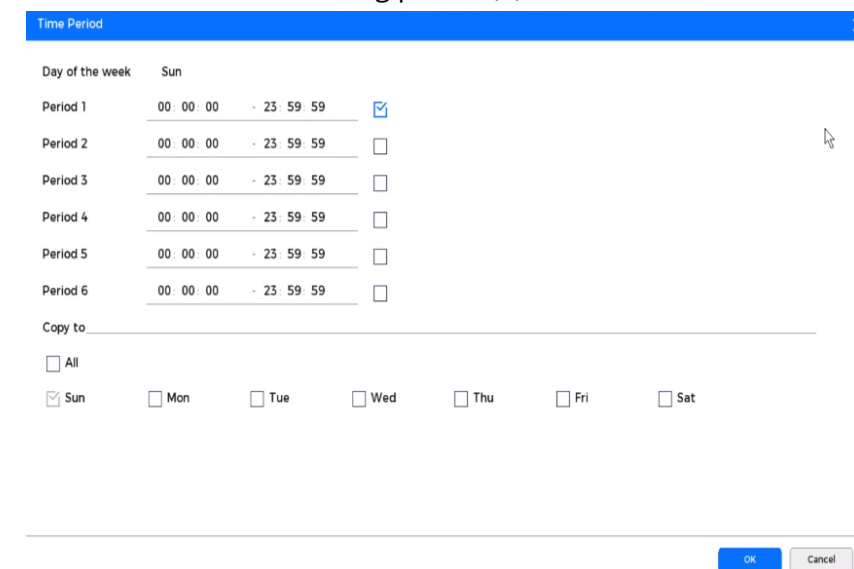 Time Period
Day of the week Sun
Period 1 00: 00: 00 - 23: 59: 59
Period 2 00: 00: 00 - 23: 59: 59
Period 3 00: 00: 00 - 23: 59: 59
Period 4 00: 00: 00 - 23: 59: 59
Period 5 00: 00: 00 - 23: 59: 59
Period 6 00: 00: 00 - 23: 59: 59
Copy to
All
Sun Mon Tue Wed Thu Fri Sat
OK Cancel